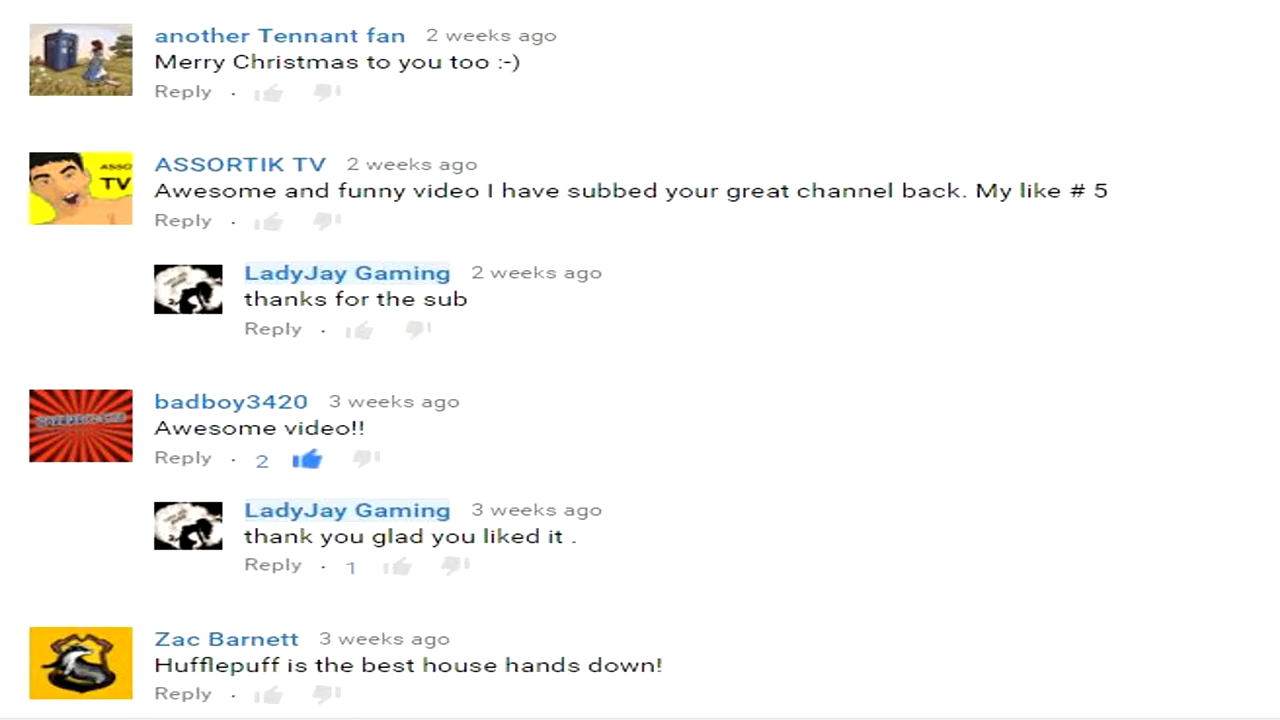 another Tennant fan 2 weeks ago
Merry Christmas to you too :-)
Reply ·
ASSO
TV
ASSORTIK TV 2 weeks ago
Awesome and funny video I have subbed your great channel back. My like # 5
Reply ·
LadyJay Gaming 2 weeks ago
thanks for the sub
Reply ·
badboy3420 3 weeks ago
Awesome video!!
Reply · 2
LadyJay Gaming 3 weeks ago
thank you glad you liked it .
Reply · 1
Zac Barnett 3 weeks ago
Hufflepuff is the best house hands down!
Reply ·